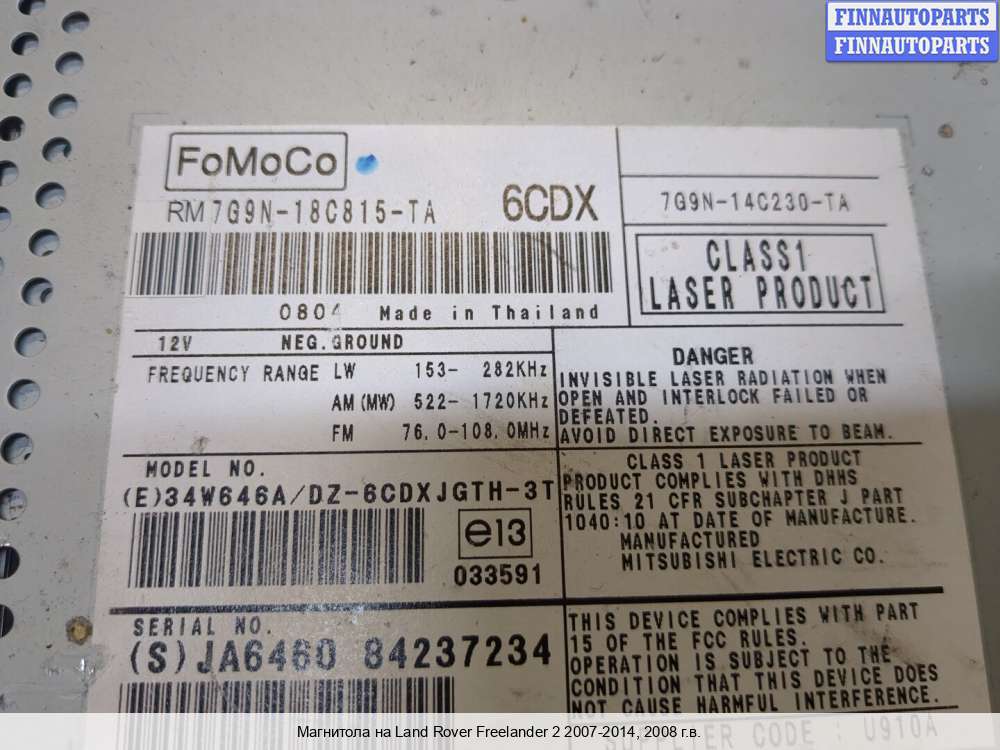 FINNAUTOPARTS
FINNAUTOPARTS
FoMoCo
RM7G9N-18C815-TA
6CDX
7G9N-14C230-TA
CLASS1
LASER PRODUCT
0804 Made in Thailand
12V NEG.GROUND
FREQUENCY RANGE LW 153- 282KHz
AM(MW) 522- 1720KHz
FM 76.0-108.0MHz
DANGER
INVISIBLE LASER RADIATION WHEN
OPEN AND INTERLOCK FAILED OR
DEFEATED.
AVOID DIRECT EXPOSURE TO BEAM.
MODEL NO.
(E)34W646A/DZ-6CDXJGTH-3T
e13
033591
CLASS 1 LASER PRODUCT
PRODUCT COMPLIES WITH DHHS
RULES 21 CFR SUBCHAPTER J PART
1040:10 AT DATE OF MANUFACTURE.
MANUFACTURED
MITSUBISHI ELECTRIC CO.
SERIAL NO.
(S)JA6460 84237234
THIS DEVICE COMPLIES WITH PART
15 OF THE FCC RULES.
OPERATION IS SUBJECT TO THE
CONDITION THAT THIS DEVICE DOES
NOT CAUSE HARMFUL INTERFERENCE.
SUPPLIER CODE : U910A
Магнитола на Land Rover Freelander 2 2007-2014, 2008 г.в.